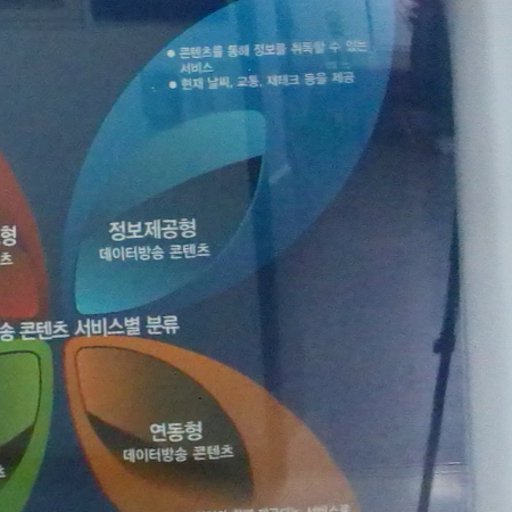 콘텐츠를 통해 정보를 취득할 수 있는
서비스
현재 날씨, 교통, 재테크 등을 제공
정보제공형
데이터방송 콘텐츠
형
츠
송 콘텐츠 서비스별 분류
연동형
데이터방송 콘텐츠
츠